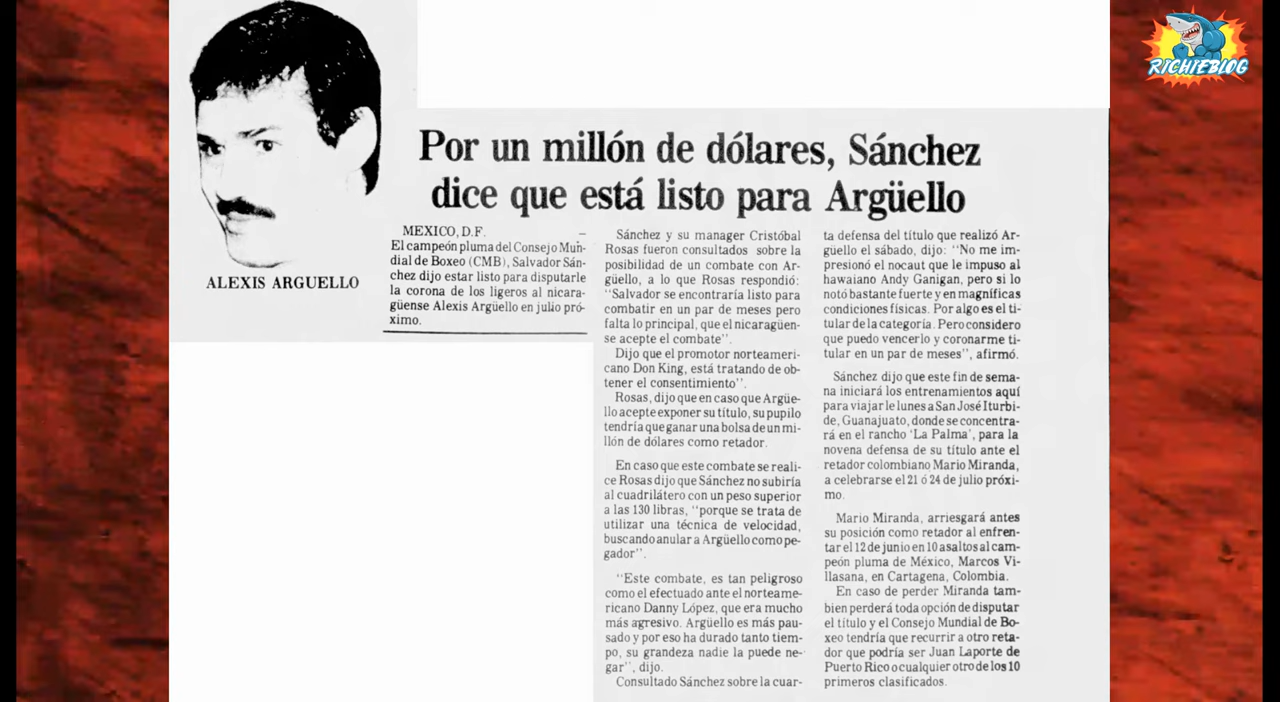 RICHIEBLOG
Por un millón de dólares, Sánchez
dice que está listo para Argüello
ALEXIS ARGUELLO
MEXICO, D.F. –
El campeón pluma del Consejo Mun-
dial de Boxeo (CMB), Salvador Sán-
chez dijo estar listo para disputarle
la corona de los ligeros al nicara-
güense Alexis Argüello en julio pró-
ximo.
Sánchez y su manager Cristóbal
Rosas fueron consultados sobre la
posibilidad de un combate con Ar-
güello, a lo que Rosas respondió:
"Salvador se encontraría listo para
combatir en un par de meses pero
falta lo principal, que el nicaragüen-
se acepte el combate".
Dijo que el promotor norteameri-
cano Don King, está tratando de ob-
tener el consentimiento".
Rosas, dijo que en caso que Argüe-
llo acepte exponer su título, su pupilo
tendría que ganar una bolsa de un mi-
llón de dólares como retador.
En caso que este combate se reali-
ce Rosas dijo que Sánchez no subiría
al cuadrilátero con un peso superior
a las 130 libras, "porque se trata de
utilizar una técnica de velocidad,
buscando anular a Argüello como pe-
gador".
"Este combate, es tan peligroso
como el efectuado ante el norteame-
ricano Danny López, que era mucho
más agresivo. Argüello es más pau-
sado y por eso ha durado tanto tiem-
po, su grandeza nadie la puede ne-
gar", dijo.
Consultado Sánchez sobre la cuar-
ta defensa del título que realizó Ar-
güello el sábado, dijo: "No me im-
presionó el nocaut que le impuso al
hawaiano Andy Ganigan, pero si lo
notó bastante fuerte y en magníficas
condiciones físicas. Por algo es el ti-
tular de la categoría. Pero considero
que puedo vencerlo y coronarme ti-
tular en un par de meses", afirmó.
Sánchez dijo que este fin de sema-
na iniciará los entrenamientos aquí
para viajar le lunes a San José Iturbi-
de, Guanajuato, donde se concentra-
rá en el rancho 'La Palma', para la
novena defensa de su título ante el
retador colombiano Mario Miranda,
a celebrarse el 21 ó 24 de julio próxi-
mo.
Mario Miranda, arriesgará antes
su posición como retador al enfren-
tar el 12 de junio en 10 asaltos al cam-
peón pluma de México, Marcos Vi-
llasana, en Cartagena, Colombia.
En caso de perder Miranda tam-
bien perderá toda opción de disputar
el título y el Consejo Mundial de Bo-
xeo tendría que recurrir a otro reta-
dor que podría ser Juan Laporte de
Puerto Rico o cualquier otro de los 10
primeros clasificados.